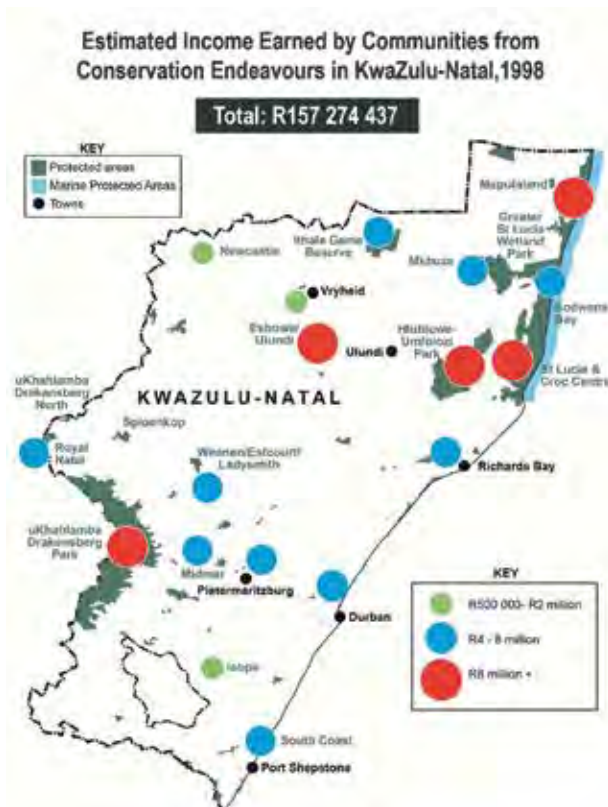 Estimated Income Earned by Communities from
Conservation Endeavours in KwaZulu-Natal,1998
Total: R157 274 437
KEY
Protected areas
Marine Protected Areas
Towns
Maputaland
Greater
St Lucia
Wetland
Park
Ithala Game
Reserve
Newcastle
Mkhuze
Vryheid
Sodwana
Bay
Eshowe/
Ulundi
Ulundi
Hluhluwe-
Umfolozi
Park
St Lucia &
Croc Centre
uKhahlamba
Drakensberg
North
KWAZULU-NATAL
Spioenkop
Royal
Natal
Weenen/Estcourt/
Ladysmith
Richards Bay
uKhahlamba
Drakensberg
Park
Midmar
Pietermaritzburg
Durban
KEY
R500 000- R2 million
R4 - 8 million
R8 million +
Ixopo
South Coast
Port Shepstone